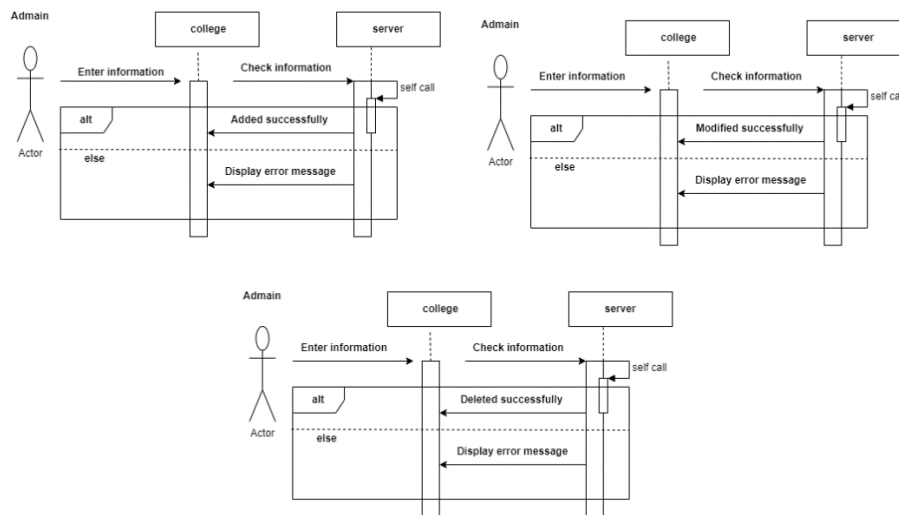 Admain
college
server
Enter information
Check information
self call
alt
Added successfully
else
Actor
Display error message
Admain
college
server
Enter information
Check information
self call
alt
Modified successfully
else
Actor
Display error message
Admain
college
server
Enter information
Check information
self call
alt
Deleted successfully
Actor
else
Display error message